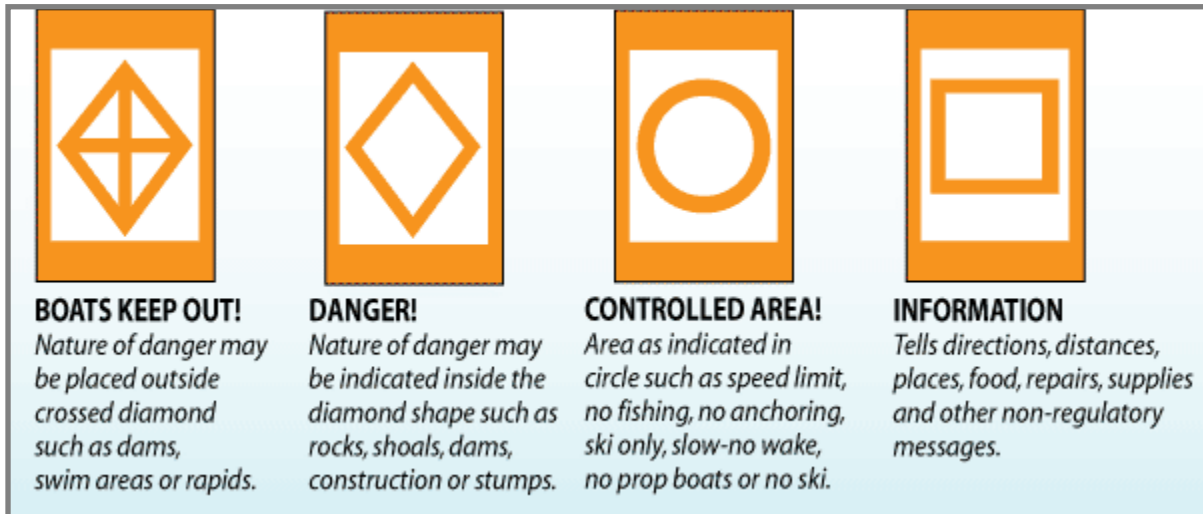 BOATS KEEP OUT!
Nature of danger may
be placed outside
crossed diamond
such as dams,
swim areas or rapids.
DANGER!
Nature of danger may
be indicated inside the
diamond shape such as
rocks, shoals, dams,
construction or stumps.
CONTROLLED AREA!
Area as indicated in
circle such as speed limit,
no fishing, no anchoring,
ski only, slow-no wake,
no prop boats or no ski.
INFORMATION
Tells directions, distances,
places, food, repairs, supplies
and other non-regulatory
messages.